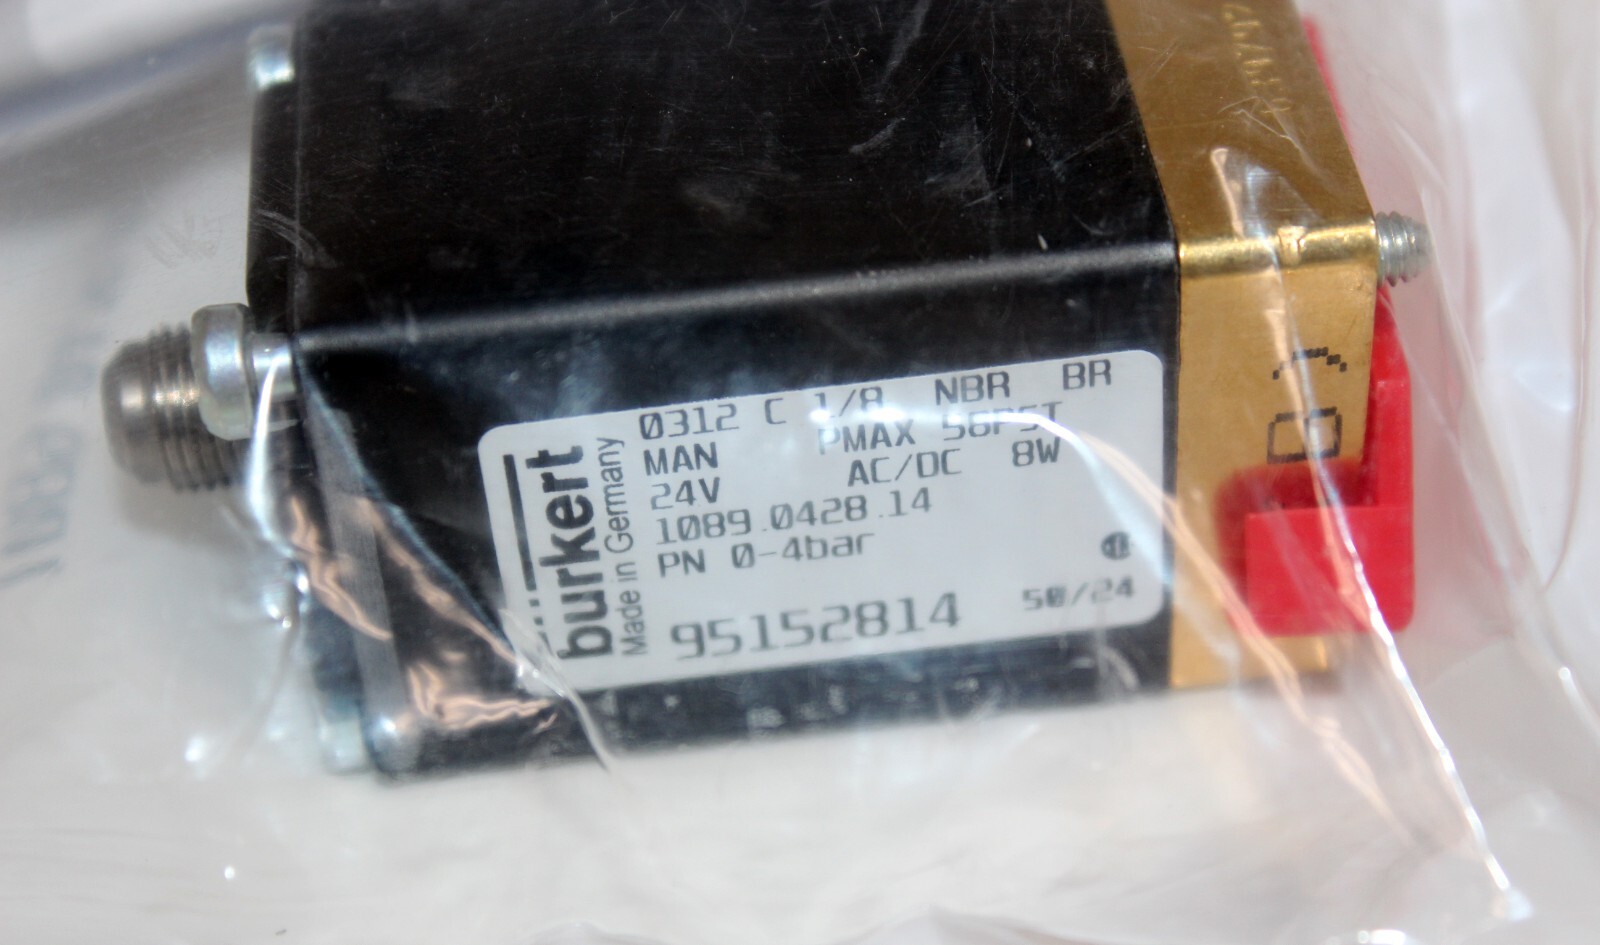 burkert
Made in Germany
0312 C 1/8 NBR BR
MAN PMAX 56PSI
24V AC/DC 8W
1089.0428.14
PN 0-4bar
95152814
50/24